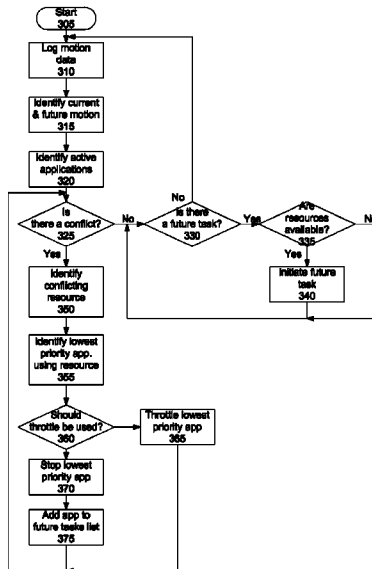 Start
305
Log motion
data
310
Identify current
& future motion
315
Identify active
applications
320
Is
there a conflict?
325
No
Yes
Is there
a future task?
330
No
Yes
Are
resources
available?
335
No
Yes
Initiate future
task
340
Identify
conflicting
resource
350
Identify lowest
priority app.
using resource
355
Should
throttle be used?
360
Throttle lowest
priority app
365
Stop lowest
priority app
370
Add app to
future tasks list
375